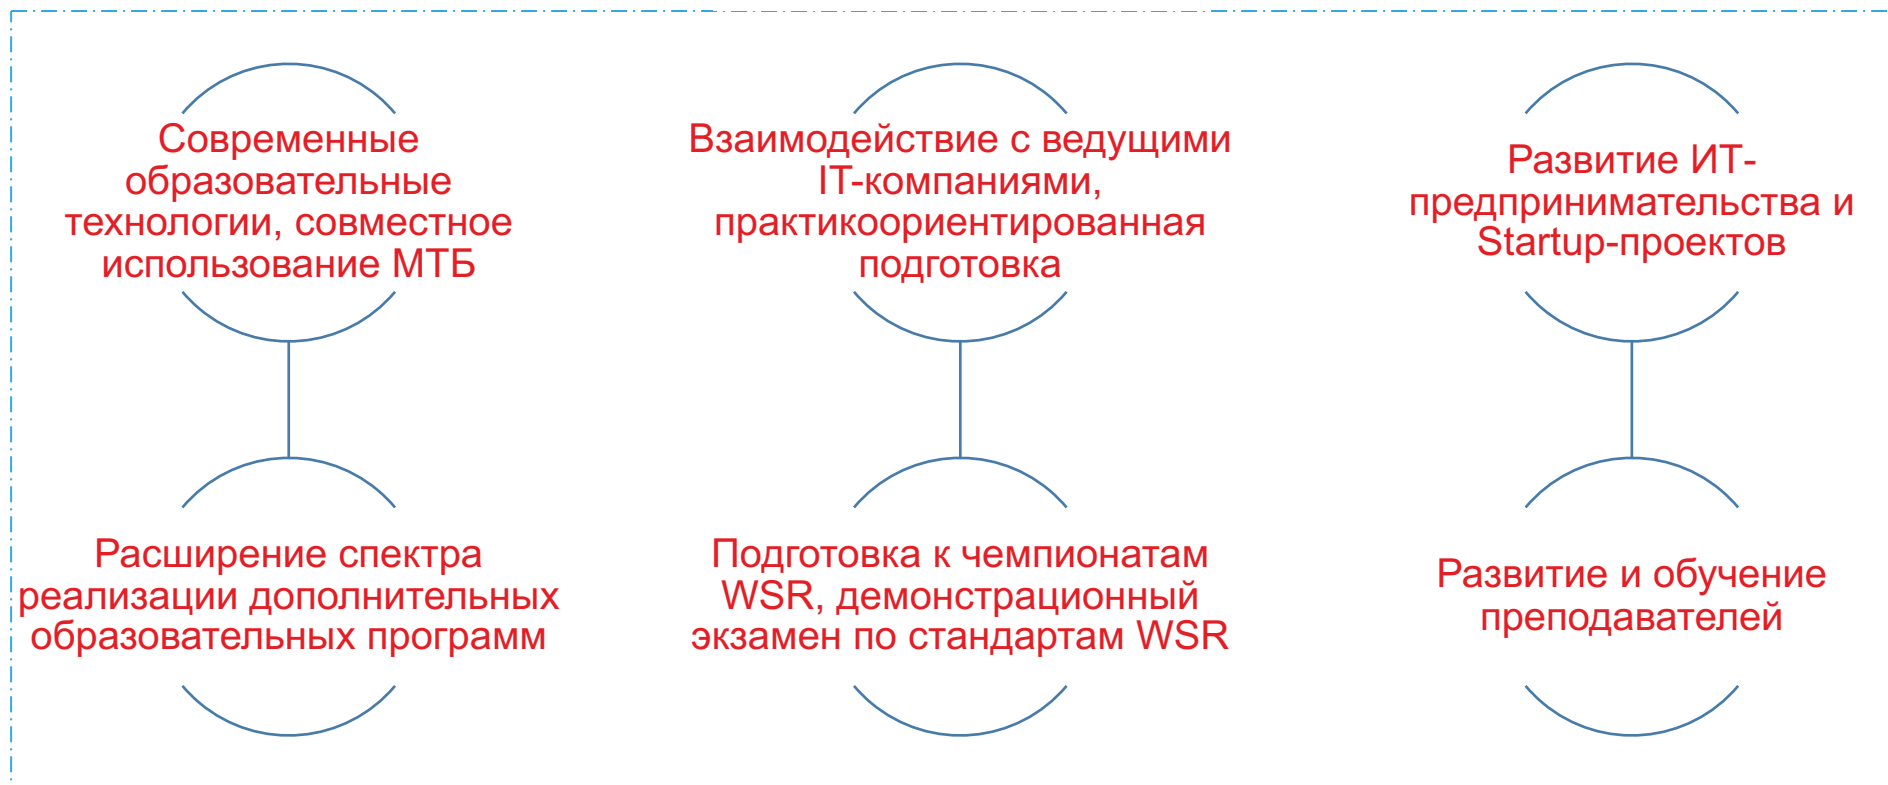 Современные
образовательные
технологии, совместное
использование МТБ
Расширение спектра
реализации дополнительных
образовательных программ
Взаимодействие с ведущими
IT-компаниями,
практикоориентированная
подготовка
Подготовка к чемпионатам
WSR, демонстрационный
экзамен по стандартам WSR
Развитие ИТ-
предпринимательства и
Startup-проектов
Развитие и обучение
преподавателей